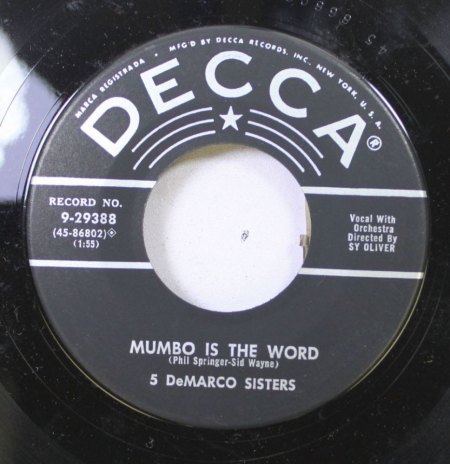 MARCA REGISTRADA • MFG'D BY DECCA RECORDS, INC., NEW YORK, U. S. A.
DECCA®
RECORD NO.
9-29388
(45-86802)
(1:55)
Vocal With
Orchestra
Directed By
SY OLIVER
MUMBO IS THE WORD
(Phil Springer-Sid Wayne)
5 DeMARCO SISTERS